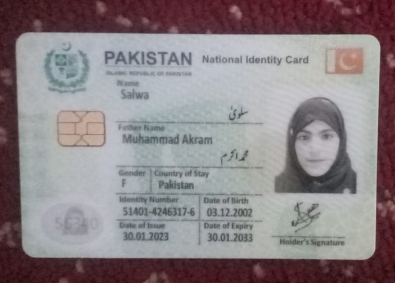 PAKISTAN National Identity Card
ISLAMIC REPUBLIC OF PAKISTAN
Name
Salwa
سلویٰ
Father Name
Muhammad Akram
محمد اکرم
Gender Country of Stay
F Pakistan
Identity Number Date of Birth
51401-4246317-6 03.12.2002
Date of Issue Date of Expiry
30.01.2023 30.01.2033
Holder's Signature